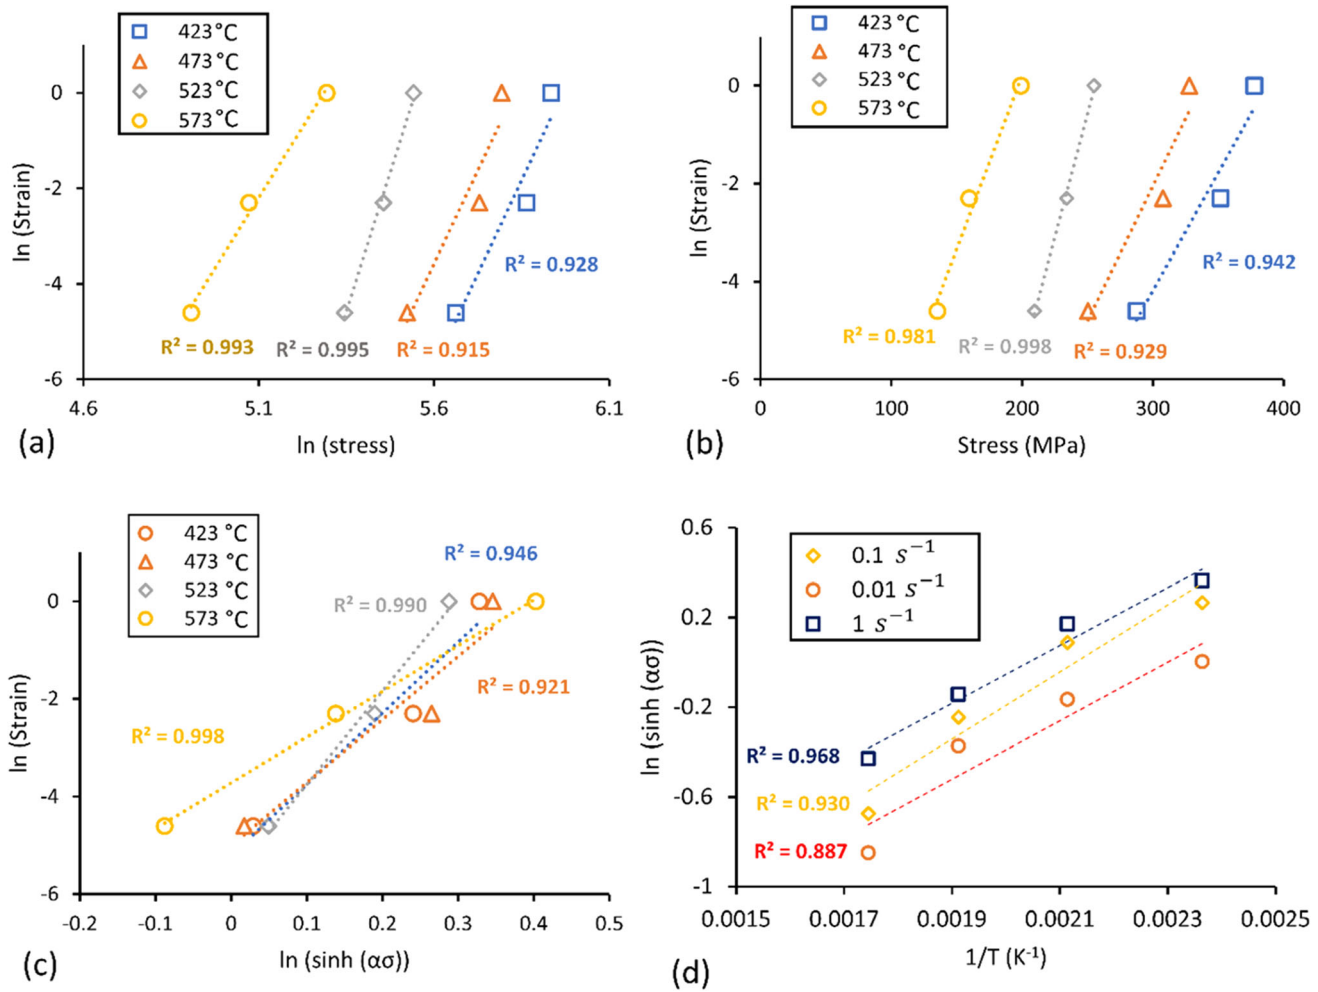 423°C
473°C
523°C
573°C
0
-2
-4
-6
ln (Strain)
R² = 0.928
R² = 0.993
R² = 0.995
R² = 0.915
4.6
5.1
5.6
6.1
ln (stress)
(a)
423°C
473°C
523°C
573°C
0
-2
-4
-6
ln (Strain)
R² = 0.942
R² = 0.981
R² = 0.998
R² = 0.929
0
100
200
300
400
Stress (MPa)
(b)
423 °C
473 °C
523 °C
573 °C
0
-2
-4
-6
ln (Strain)
R² = 0.946
R² = 0.990
R² = 0.921
R² = 0.998
-0.2
-0.1
0
0.1
0.2
0.3
0.4
0.5
ln (sinh (ασ))
(c)
0.1 s⁻¹
0.01 s⁻¹
1 s⁻¹
0.6
0.2
-0.2
-0.6
-1
ln (sinh (ασ))
R² = 0.968
R² = 0.930
R² = 0.887
0.0015
0.0017
0.0019
0.0021
0.0023
0.0025
1/T (K⁻¹)
(d)